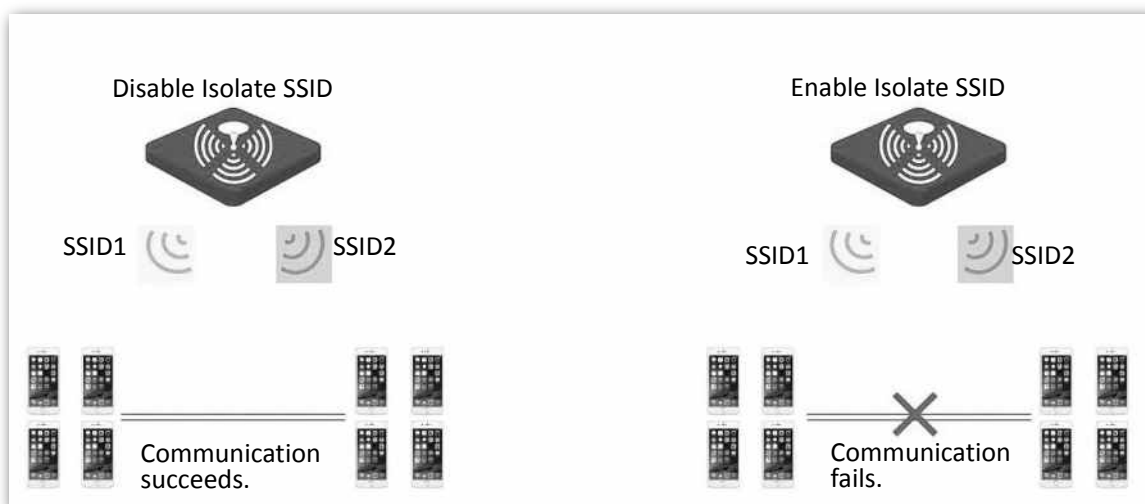 Disable Isolate SSID
SSID1
SSID2
Communication
succeeds.
Enable Isolate SSID
SSID1
SSID2
Communication
fails.